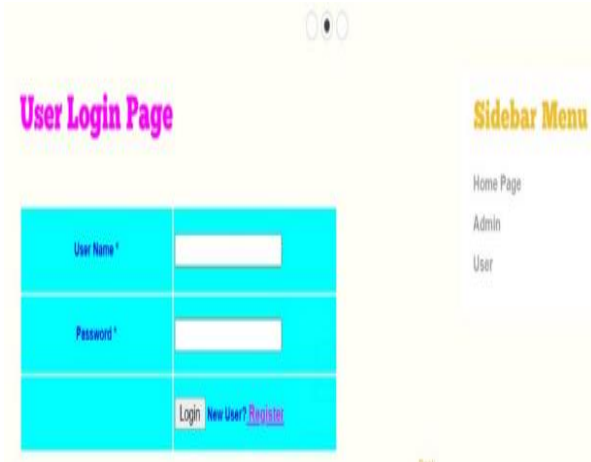 User Login Page
User Name *
Password *
Login New User? Register
Sidebar Menu
Home Page
Admin
User